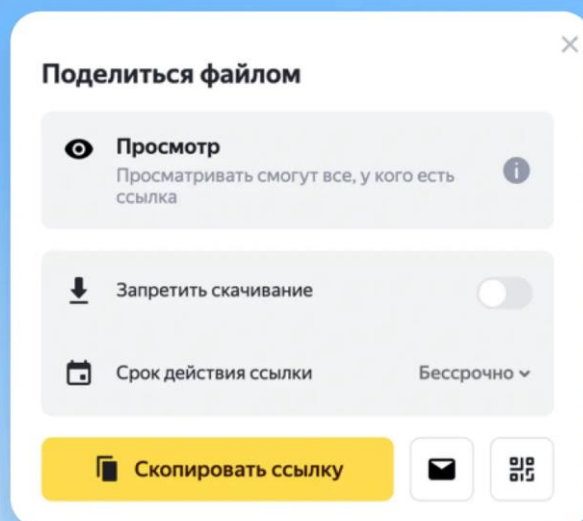 Поделиться файлом
Просмотр
Просматривать смогут все, у кого есть
ссылка
Запретить скачивание
Срок действия ссылки
Бессрочно
Скопировать ссылку